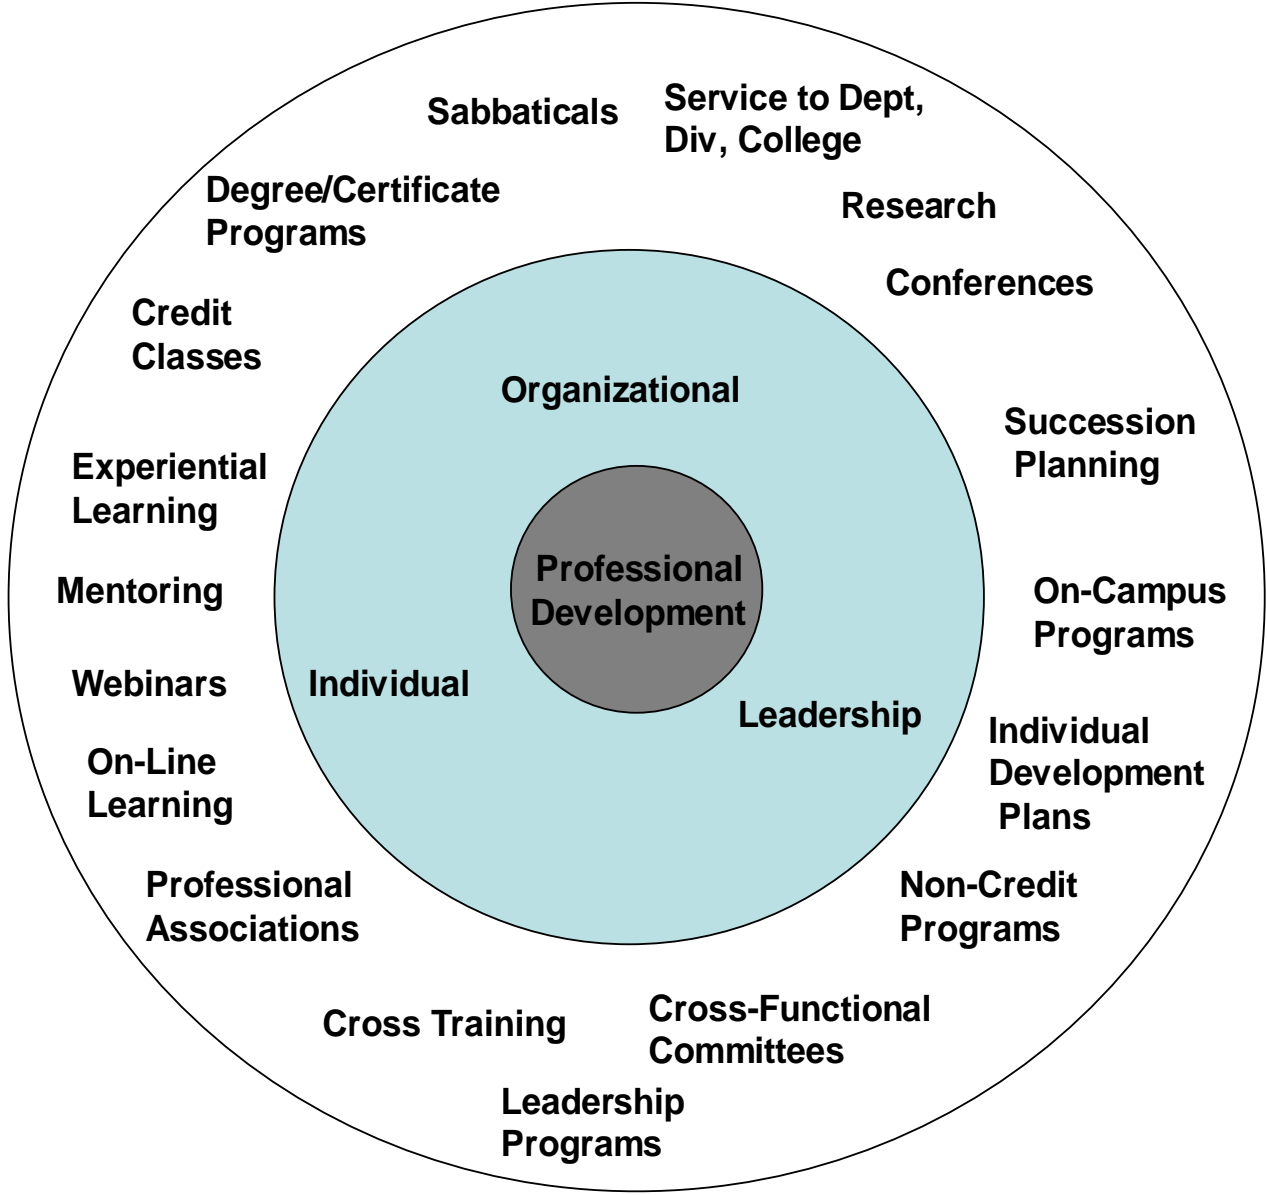 Sabbaticals
Service to Dept,
Div, College
Degree/Certificate
Programs
Research
Conferences
Credit
Classes
Organizational
Succession
Planning
Experiential
Learning
Professional
Development
Mentoring
On-Campus
Programs
Webinars
Individual
Leadership
Individual
Development
Plans
On-Line
Learning
Professional
Associations
Non-Credit
Programs
Cross Training
Cross-Functional
Committees
Leadership
Programs